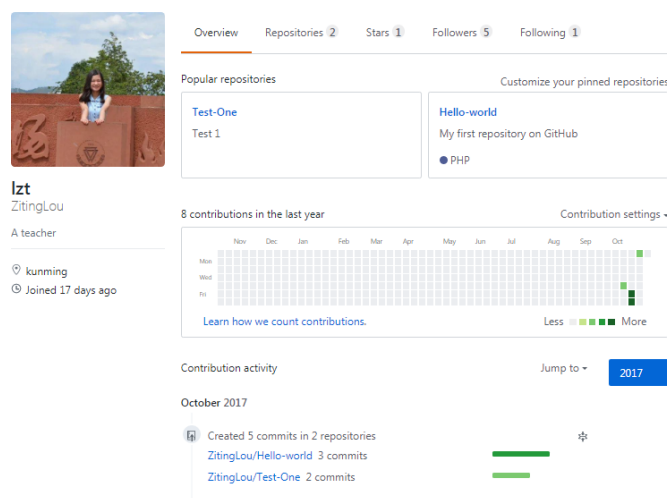 Overview Repositories 2 Stars 1 Followers 5 Following 1
Popular repositories Customize your pinned repositories
Test-One
Test 1
Hello-world
My first repository on GitHub
PHP
lzt
ZitingLou
A teacher
kunming
Joined 17 days ago
8 contributions in the last year Contribution settings
Nov Dec Jan Feb Mar Apr May Jun Jul Aug Sep Oct
Mon
Wed
Fri
Learn how we count contributions. Less More
Contribution activity Jump to 2017
October 2017
Created 5 commits in 2 repositories
ZitingLou/Hello-world 3 commits
ZitingLou/Test-One 2 commits